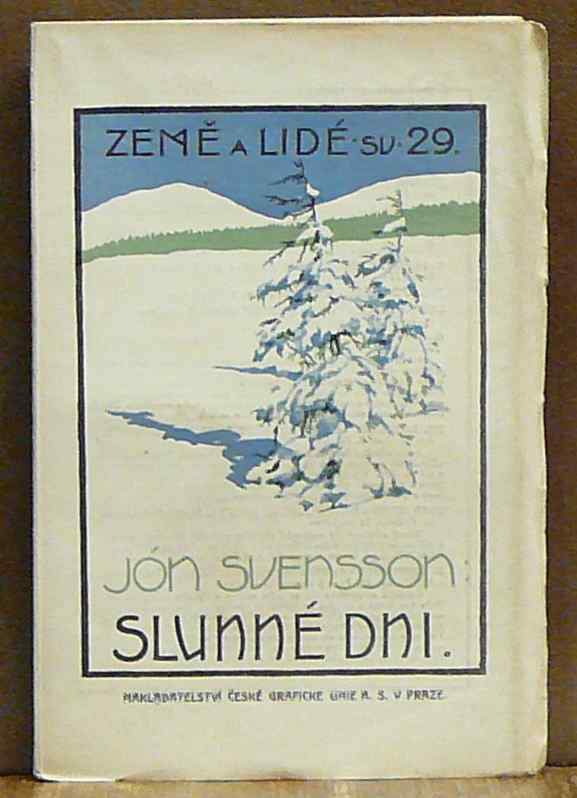 ZEMĚ A LIDÉ · SV · 29.
JÓN SVENSSON:
SLUNNÉ DNI.
NAKLADATELSTVÍ ČESKÉ GRAFICKÉ UNIE A. S. V PRAZE